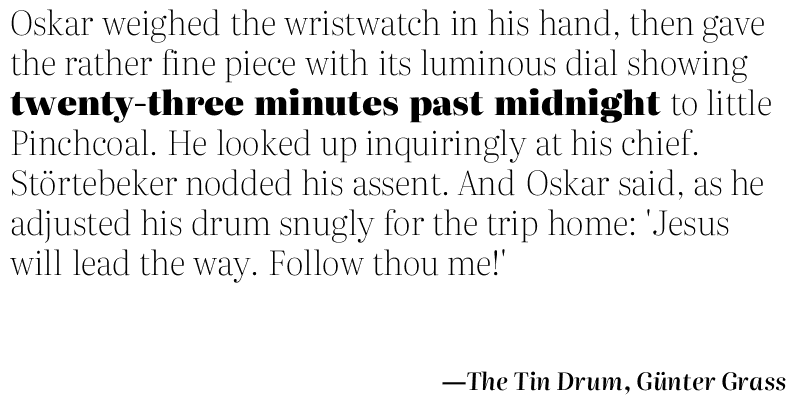 Oskar weighed the wristwatch in his hand, then gave
the rather fine piece with its luminous dial showing
twenty-three minutes past midnight to little
Pinchcoal. He looked up inquiringly at his chief.
Störtebeker nodded his assent. And Oskar said, as he
adjusted his drum snugly for the trip home: 'Jesus
will lead the way. Follow thou me!'
—The Tin Drum, Günter Grass